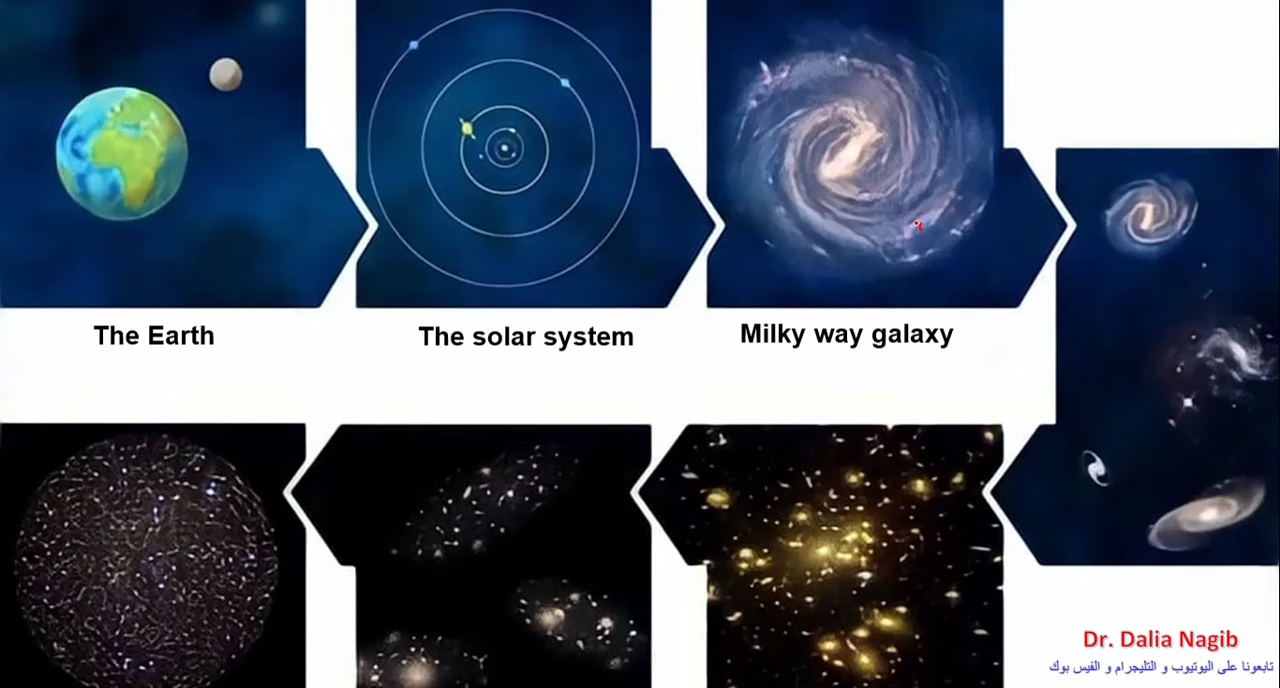 The Earth
The solar system
Milky way galaxy
Dr. Dalia Nagib
تابعونا على اليوتيوب و التليجرام و الفيس بوك